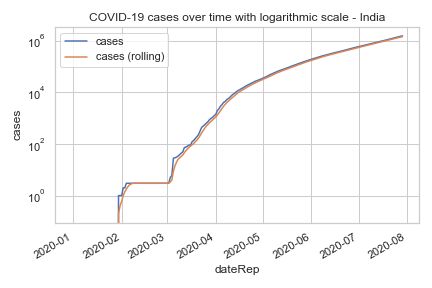 COVID-19 cases over time with logarithmic scale - India
cases
cases (rolling)
10^6
10^4
10^2
10^0
cases
2020-01
2020-02
2020-03
2020-04
2020-05
2020-06
2020-07
2020-08
dateRep